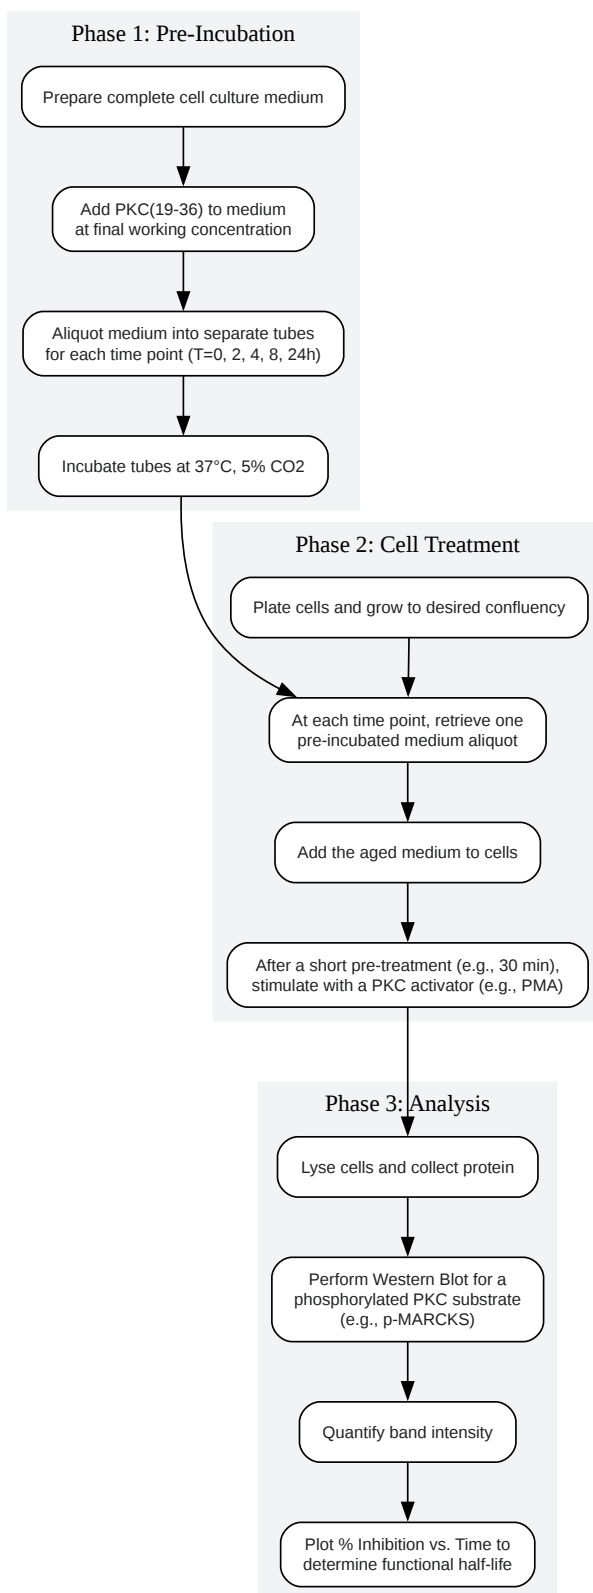 Phase 1: Pre-Incubation
Prepare complete cell culture medium
Add PKC(19-36) to medium
at final working concentration
Aliquot medium into separate tubes
for each time point (T=0, 2, 4, 8, 24h)
Incubate tubes at 37°C, 5% CO2
Phase 2: Cell Treatment
Plate cells and grow to desired confluency
At each time point, retrieve one
pre-incubated medium aliquot
Add the aged medium to cells
After a short pre-treatment (e.g., 30 min),
stimulate with a PKC activator (e.g., PMA)
Phase 3: Analysis
Lyse cells and collect protein
Perform Western Blot for a
phosphorylated PKC substrate
(e.g., p-MARCKS)
Quantify band intensity
Plot % Inhibition vs. Time to
determine functional half-life